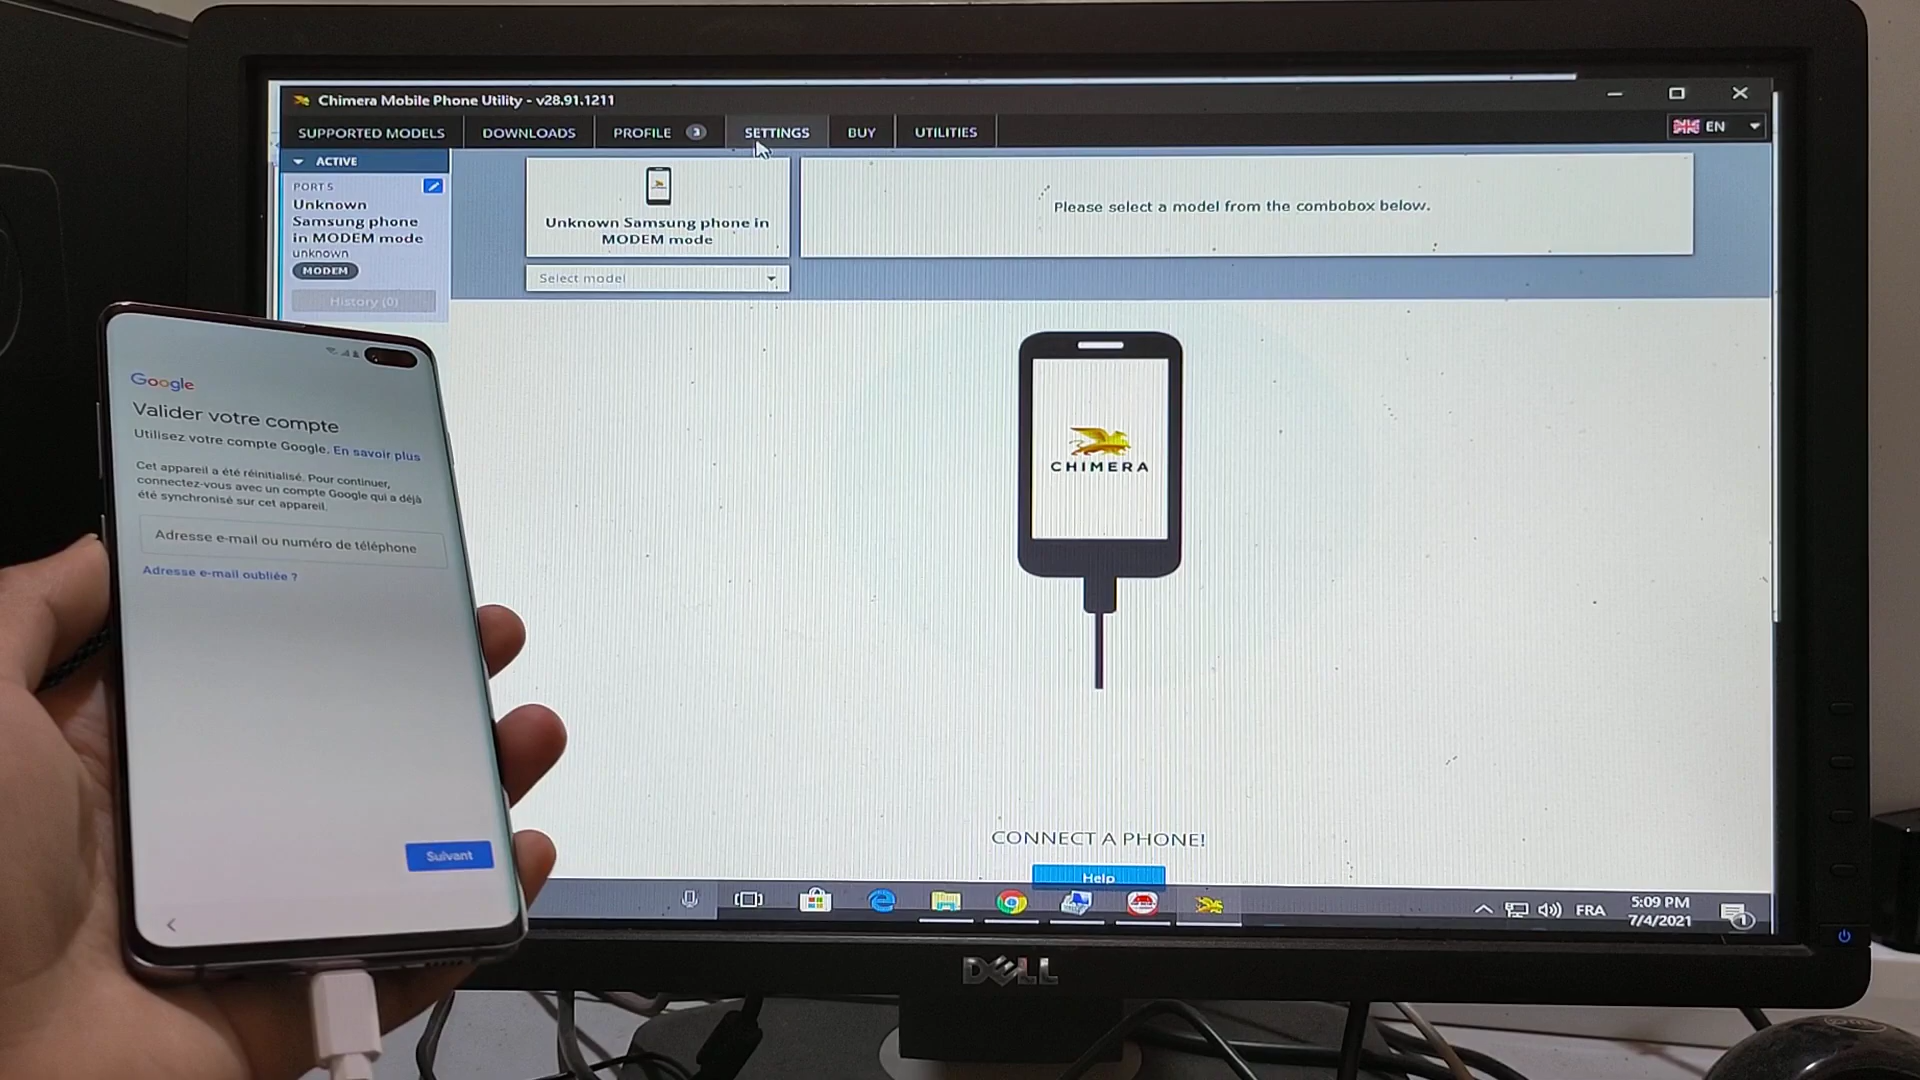 Chimera Mobile Phone Utility - v28.91.1211
SUPPORTED MODELS
DOWNLOADS
PROFILE 3
SETTINGS
BUY
UTILITIES
EN
ACTIVE
PORT 5
Unknown
Samsung phone
in MODEM mode
unknown
MODEM
History (0)
Unknown Samsung phone in
MODEM mode
Select model
Please select a model from the combobox below.
CHIMERA
CONNECT A PHONE!
Help
FRA
5:09 PM
7/4/2021
1
DELL
Google
Valider votre compte
Utilisez votre compte Google. En savoir plus
Cet appareil a été réinitialisé. Pour continuer,
connectez-vous avec un compte Google qui a déjà
été synchronisé sur cet appareil.
Adresse e-mail ou numéro de téléphone
Adresse e-mail oubliée ?
Suivant